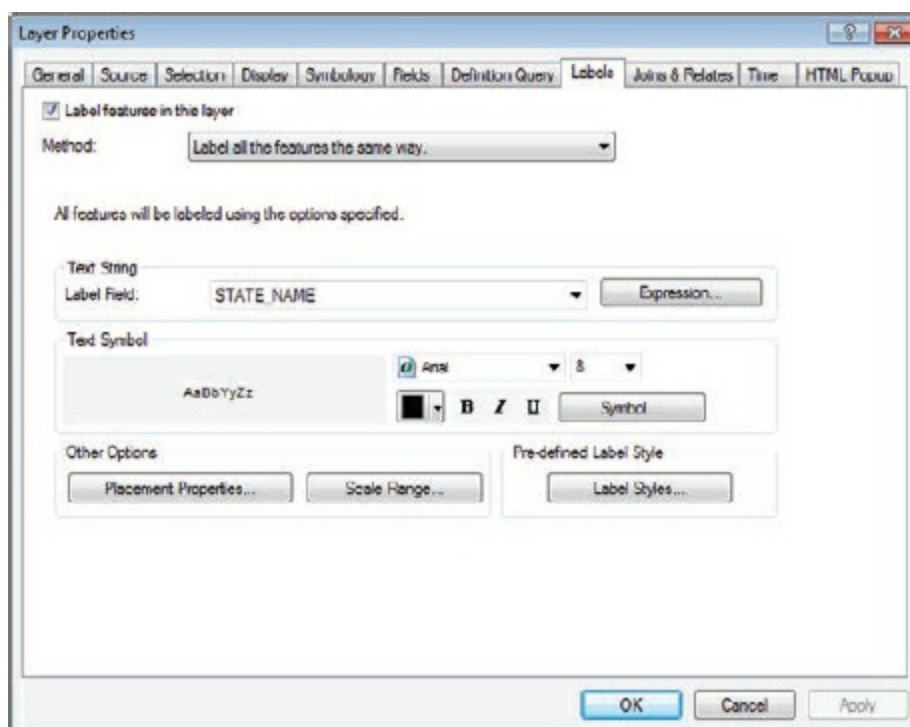 Layer Properties
General Source Selection Display Symbology Fields Definition Query Labels Joins & Relates Time HTML Popup
Label features in this layer
Method: Label all the features the same way.
All features will be labeled using the options specified.
Text String
Label Field: STATE_NAME Expression...
Text Symbol
AaBbYyZz
Arial 8
B I U Symbol
Other Options Pre-defined Label Style
Placement Properties... Scale Range... Label Styles...
OK Cancel Apply